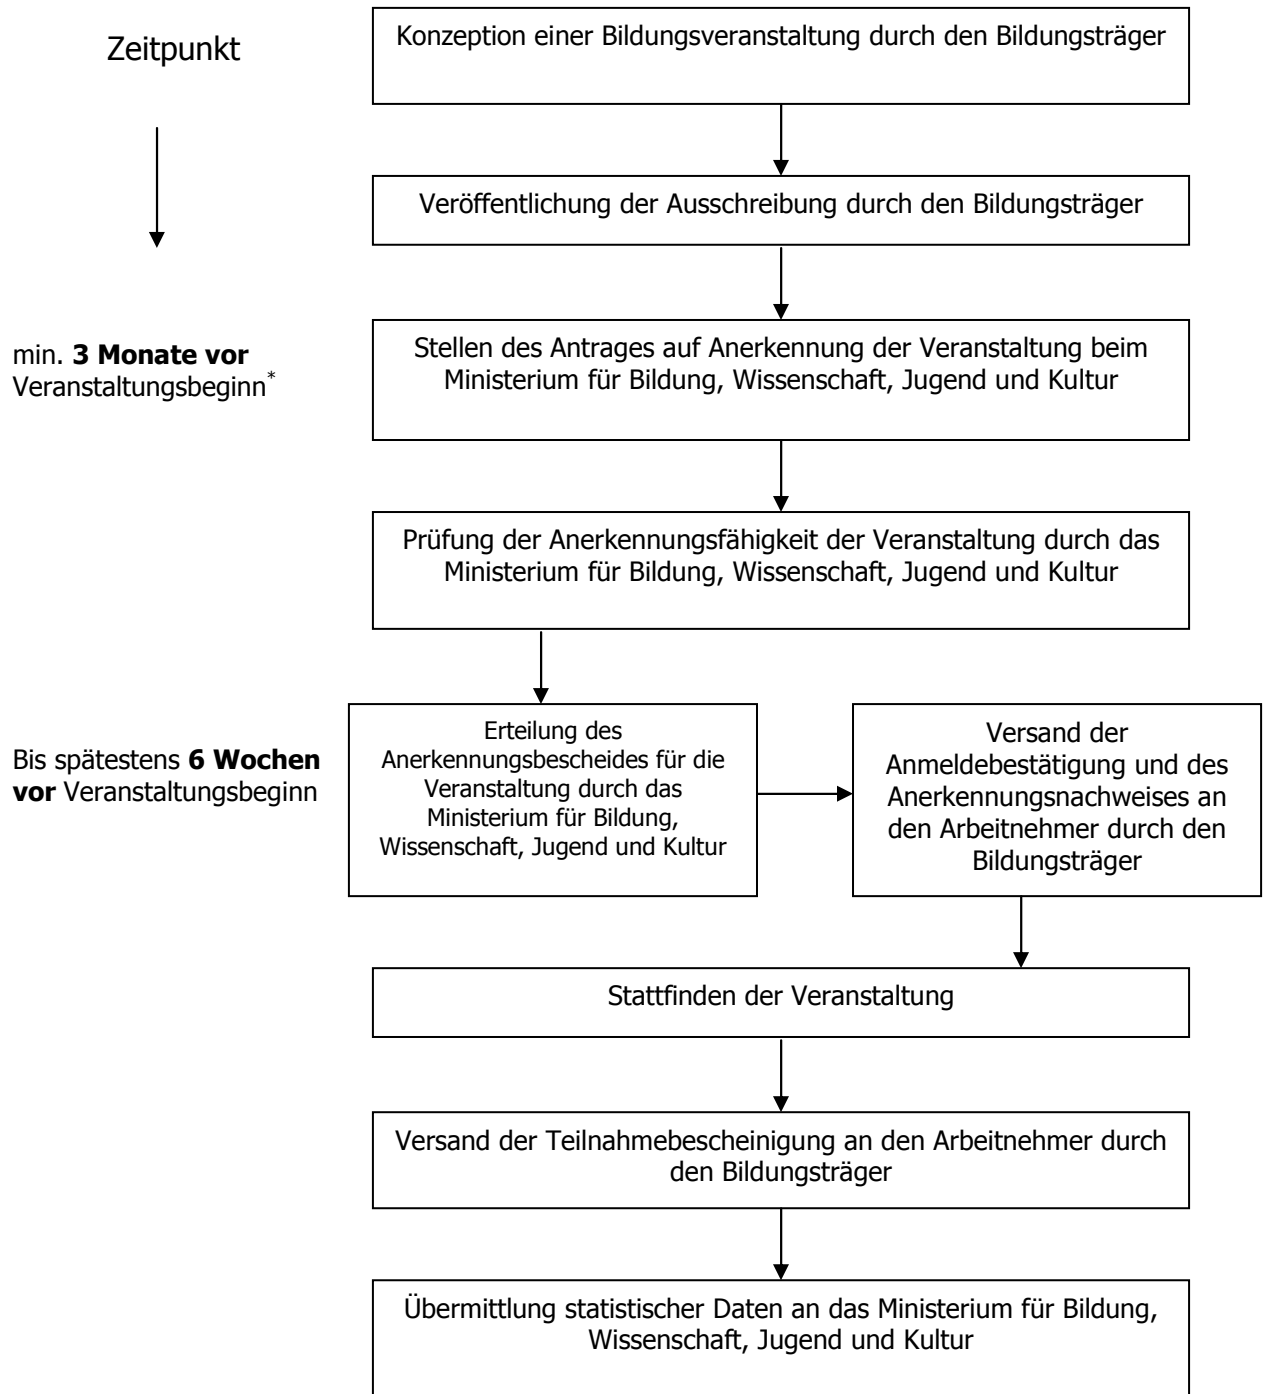 Zeitpunkt
Konzeption einer Bildungsveranstaltung durch den Bildungsträger
Veröffentlichung der Ausschreibung durch den Bildungsträger
min. 3 Monate vor
Veranstaltungsbeginn*
Stellen des Antrages auf Anerkennung der Veranstaltung beim
Ministerium für Bildung, Wissenschaft, Jugend und Kultur
Prüfung der Anerkennungsfähigkeit der Veranstaltung durch das
Ministerium für Bildung, Wissenschaft, Jugend und Kultur
Bis spätestens 6 Wochen
vor Veranstaltungsbeginn
Erteilung des
Anerkennungsbescheides für die
Veranstaltung durch das
Ministerium für Bildung,
Wissenschaft, Jugend und Kultur
Versand der
Anmeldebestätigung und des
Anerkennungsnachweises an
den Arbeitnehmer durch den
Bildungsträger
Stattfinden der Veranstaltung
Versand der Teilnahmebescheinigung an den Arbeitnehmer durch
den Bildungsträger
Übermittlung statistischer Daten an das Ministerium für Bildung,
Wissenschaft, Jugend und Kultur